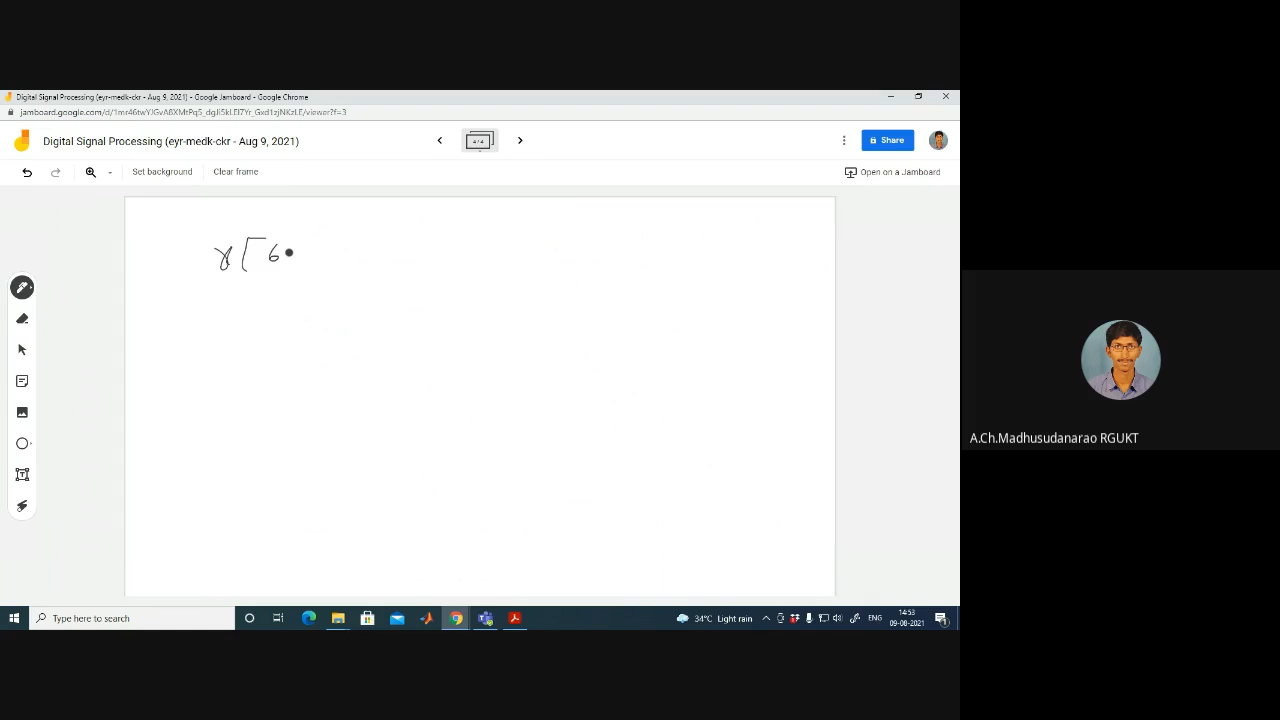 Digital Signal Processing (eyr-medk-ckr - Aug 9, 2021) - Google Jamboard - Google Chrome
Digital Signal Processing (eyr-medk-ckr - Aug 9, 2021)
4 / 4
Share
Set background
Clear frame
Open on a Jamboard
6
A.Ch.Madhusudanarao RGUKT
Type here to search
34°C Light rain
ENG
14:53
09-08-2021